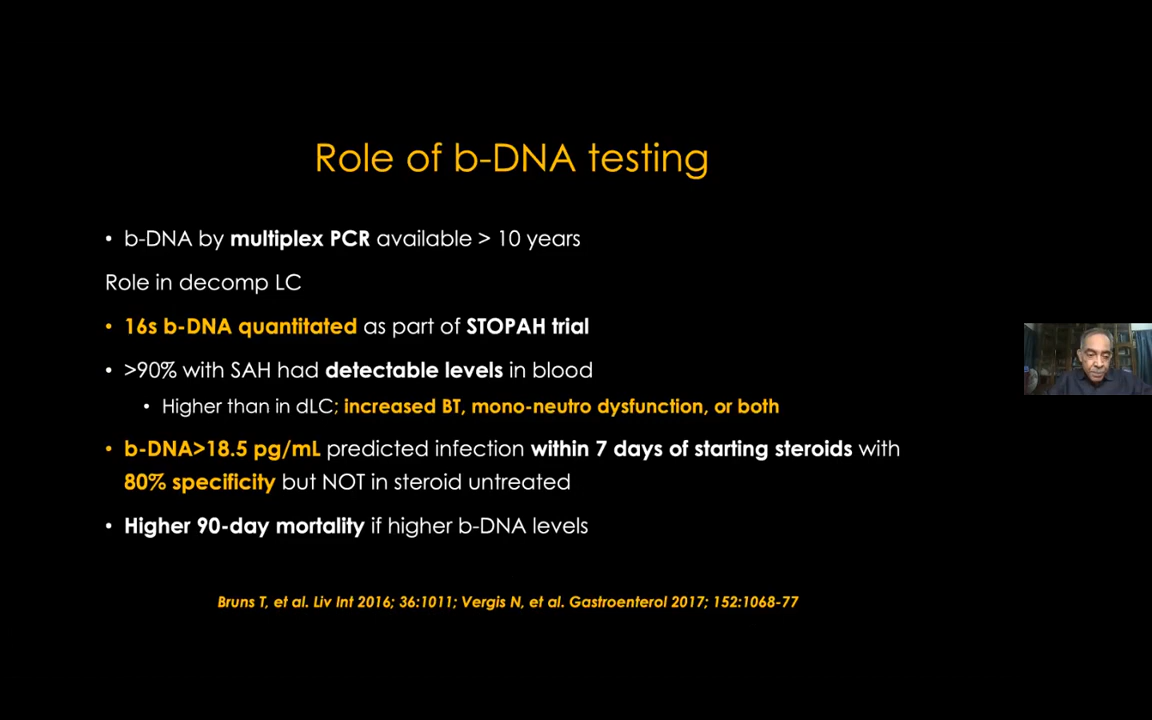 Role of b-DNA testing
• b-DNA by multiplex PCR available > 10 years
Role in decomp LC
• 16s b-DNA quantitated as part of STOPAH trial
• >90% with SAH had detectable levels in blood
• Higher than in dLC; increased BT, mono-neutro dysfunction, or both
• b-DNA>18.5 pg/mL predicted infection within 7 days of starting steroids with
80% specificity but NOT in steroid untreated
• Higher 90-day mortality if higher b-DNA levels
Bruns T, et al. Liv Int 2016; 36:1011; Vergis N, et al. Gastroenterol 2017; 152:1068-77